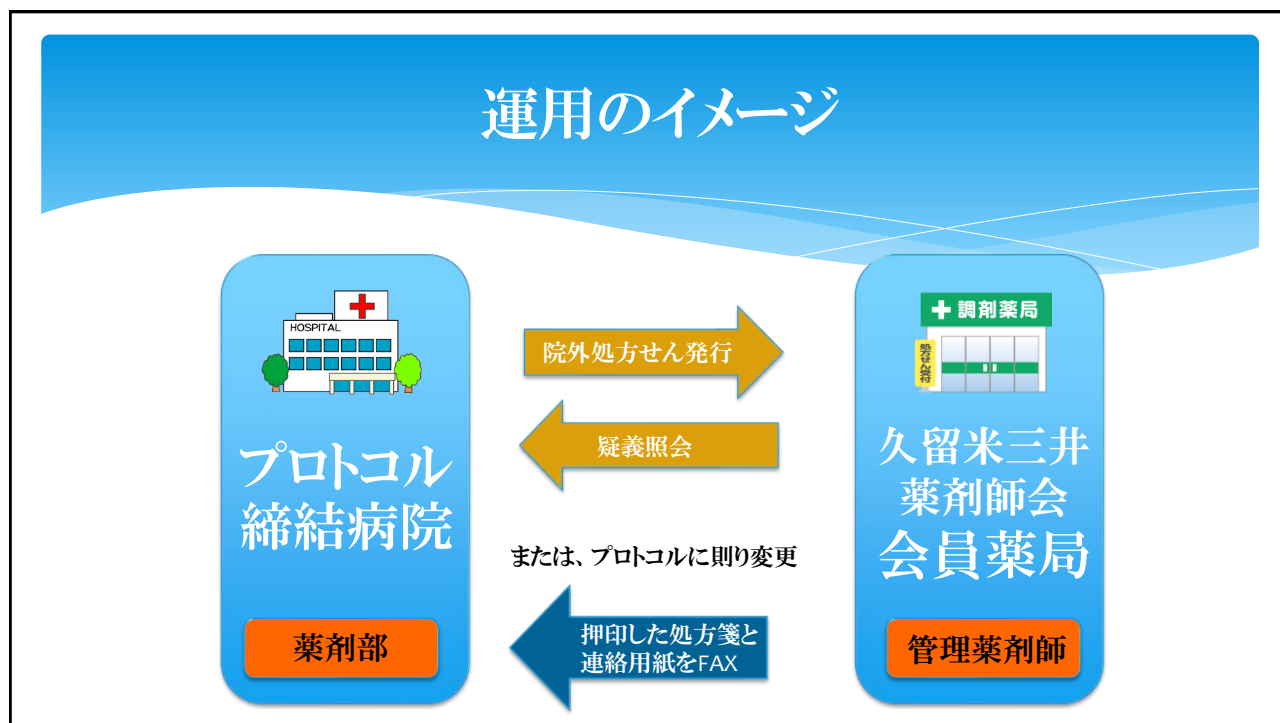 運用のイメージ
HOSPITAL
プロトコル
締結病院
薬剤部
院外処方せん発行
疑義照会
または、プロトコルに則り変更
押印した処方箋と
連絡用紙をFAX
調剤薬局
処方せん受付
久留米三井
薬剤師会
会員薬局
管理薬剤師